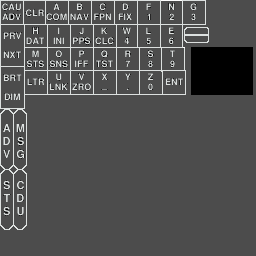 CAU ADV CLR A COM B NAV C FPN D FIX F 1 N 2 G 3
PRV H DAT I INI J PPS K CLC W 4 L 5 E 6
NXT M STS O SNS P IFF Q TST R 7 S 8 T 9
BRT DIM LTR U LNK V ZRO X _ Y . Z 0 ENT
ADV MSG
STS CDU